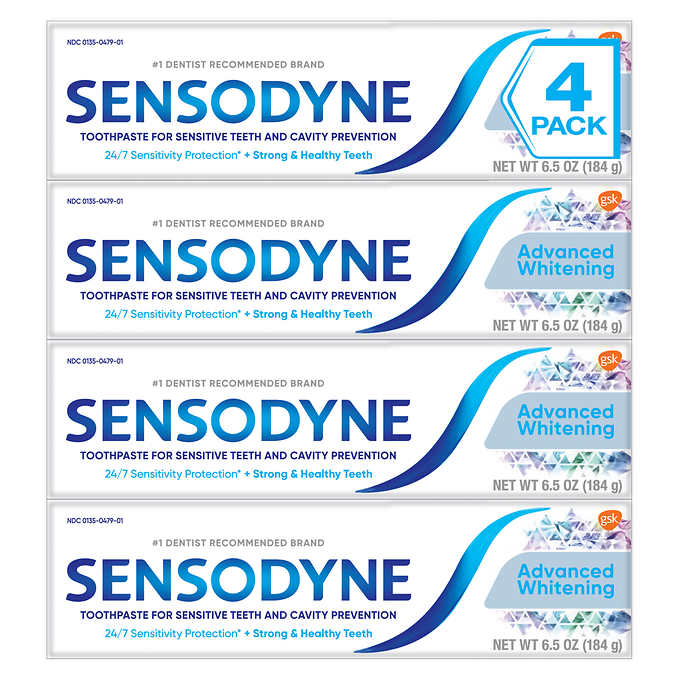 NDC 0135-0479-01
gsk
#1 DENTIST RECOMMENDED BRAND
SENSODYNE
TOOTHPASTE FOR SENSITIVE TEETH AND CAVITY PREVENTION
24/7 Sensitivity Protection* + Strong & Healthy Teeth
4
PACK
NET WT 6.5 OZ (184 g)
NDC 0135-0479-01
gsk
#1 DENTIST RECOMMENDED BRAND
SENSODYNE
TOOTHPASTE FOR SENSITIVE TEETH AND CAVITY PREVENTION
24/7 Sensitivity Protection* + Strong & Healthy Teeth
Advanced
Whitening
NET WT 6.5 OZ (184 g)
NDC 0135-0479-01
gsk
#1 DENTIST RECOMMENDED BRAND
SENSODYNE
TOOTHPASTE FOR SENSITIVE TEETH AND CAVITY PREVENTION
24/7 Sensitivity Protection* + Strong & Healthy Teeth
Advanced
Whitening
NET WT 6.5 OZ (184 g)
NDC 0135-0479-01
gsk
#1 DENTIST RECOMMENDED BRAND
SENSODYNE
TOOTHPASTE FOR SENSITIVE TEETH AND CAVITY PREVENTION
24/7 Sensitivity Protection* + Strong & Healthy Teeth
Advanced
Whitening
NET WT 6.5 OZ (184 g)